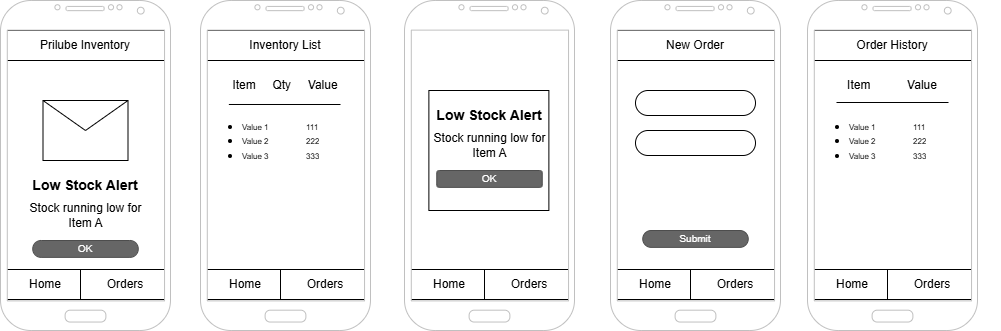 Prilube Inventory
Low Stock Alert
Stock running low for
Item A
OK
Home Orders
Inventory List
Item Qty Value
Value 1 111
Value 2 222
Value 3 333
Home Orders
Low Stock Alert
Stock running low for
Item A
OK
Home Orders
New Order
Submit
Home Orders
Order History
Item Value
Value 1 111
Value 2 222
Value 3 333
Home Orders